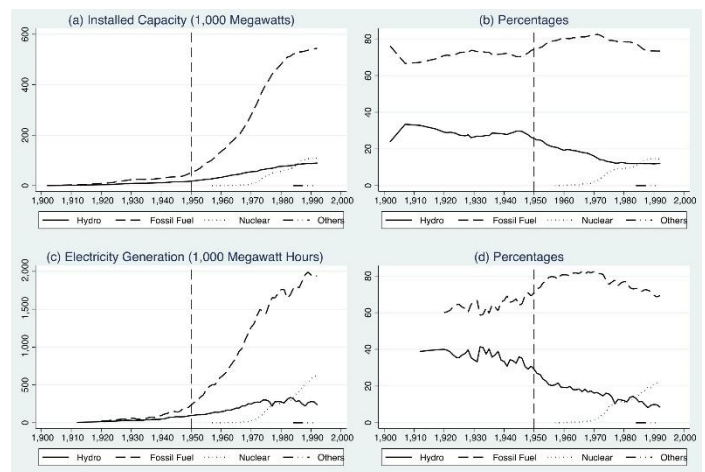 (a) Installed Capacity (1,000 Megawatts)
600
400
200
0
1,900 1,910 1,920 1,930 1,940 1,950 1,960 1,970 1,980 1,990 2,000
Hydro Fossil Fuel Nuclear Others
(b) Percentages
80
60
40
20
0
1,900 1,910 1,920 1,930 1,940 1,950 1,960 1,970 1,980 1,990 2,000
Hydro Fossil Fuel Nuclear Others
(c) Electricity Generation (1,000 Megawatt Hours)
2,000
1,500
1,000
500
0
1,900 1,910 1,920 1,930 1,940 1,950 1,960 1,970 1,980 1,990 2,000
Hydro Fossil Fuel Nuclear Others
(d) Percentages
80
60
40
20
0
1,900 1,910 1,920 1,930 1,940 1,950 1,960 1,970 1,980 1,990 2,000
Hydro Fossil Fuel Nuclear Others